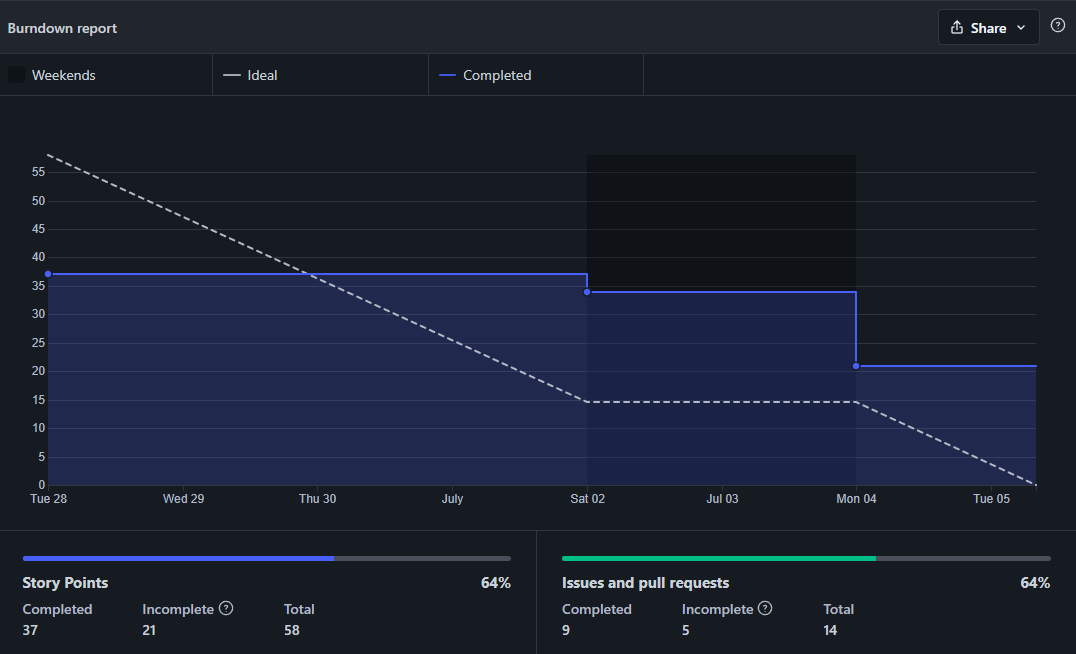 Burndown report
Share
?
Weekends
Ideal
Completed
55
50
45
40
35
30
25
20
15
10
5
0
Tue 28 Wed 29 Thu 30 July Sat 02 Jul 03 Mon 04 Tue 05
Story Points 64%
Completed Incomplete ? Total
37 21 58
Issues and pull requests 64%
Completed Incomplete ? Total
9 5 14